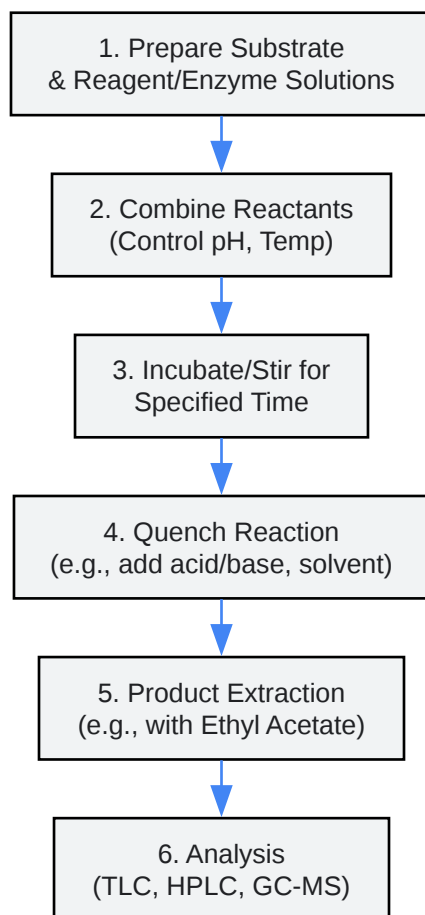 1. Prepare Substrate
& Reagent/Enzyme Solutions
2. Combine Reactants
(Control pH, Temp)
3. Incubate/Stir for
Specified Time
4. Quench Reaction
(e.g., add acid/base, solvent)
5. Product Extraction
(e.g., with Ethyl Acetate)
6. Analysis
(TLC, HPLC, GC-MS)